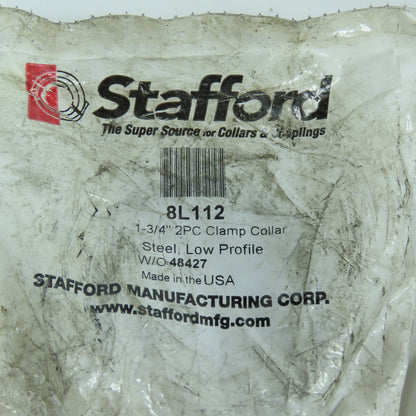 Stafford
The Super Source for Collars & Couplings
8L112
1-3/4" 2PC Clamp Collar
Steel, Low Profile
W/O 48427
Made in the USA
STAFFORD MANUFACTURING CORP.
www.staffordmfg.com